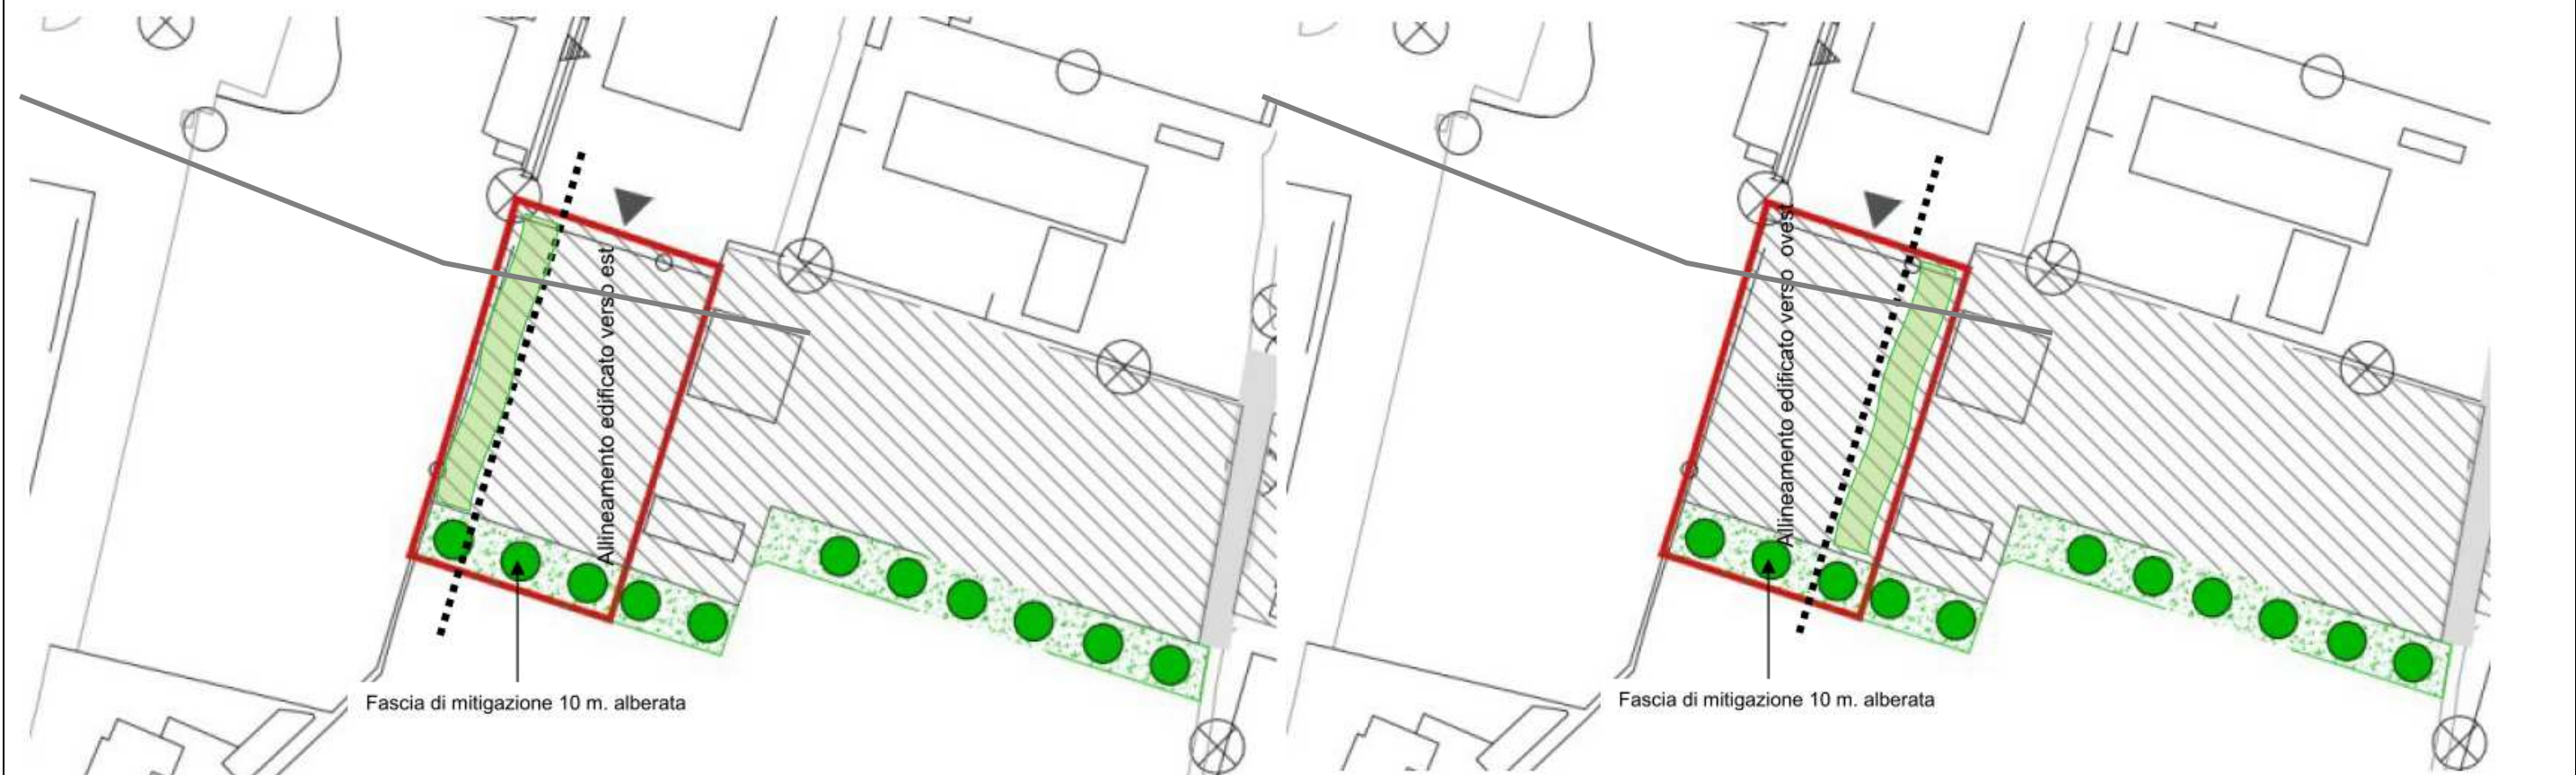 Allineamento edificato verso est
Fascia di mitigazione 10 m. alberata
Allineamento edificato verso ovest
Fascia di mitigazione 10 m. alberata